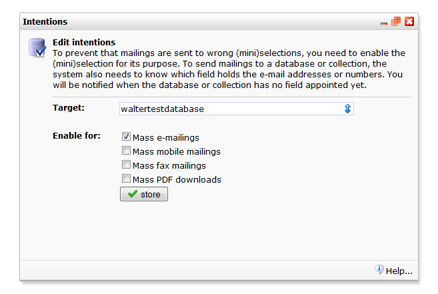 Intentions
Edit intentions
To prevent that mailings are sent to wrong (mini)selections, you need to enable the
(mini)selection for its purpose. To send mailings to a database or collection, the
system also needs to know which field holds the e-mail addresses or numbers. You
will be notified when the database or collection has no field appointed yet.
Target: waltertestdatabase
Enable for: Mass e-mailings
Mass mobile mailings
Mass fax mailings
Mass PDF downloads
store
Help...